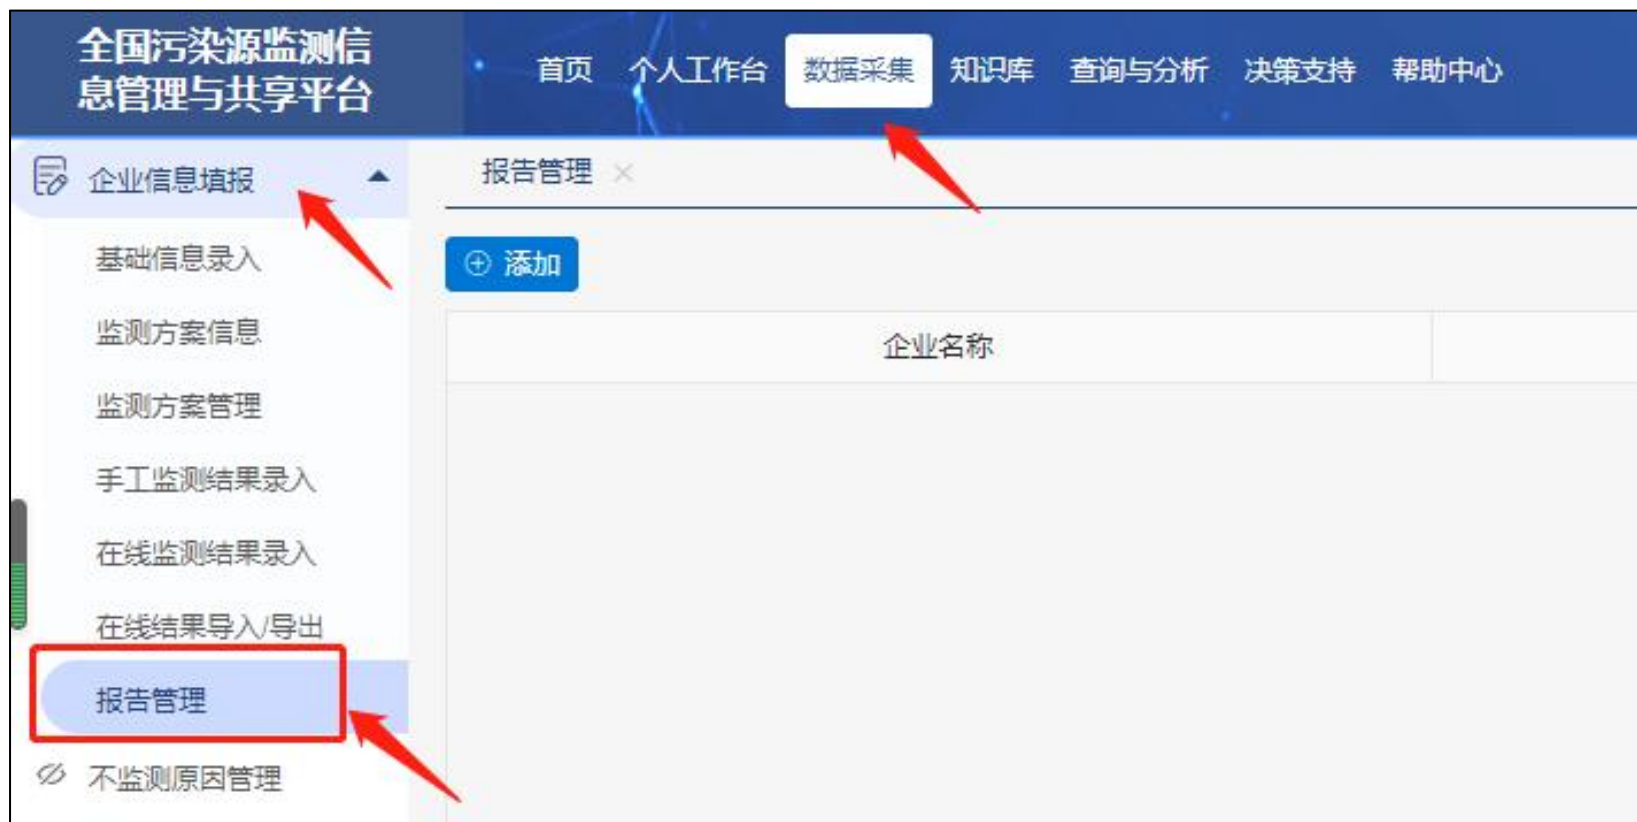 全国污染源监测信
息管理与共享平台
首页 个人工作台 数据采集 知识库 查询与分析 决策支持 帮助中心
企业信息填报
基础信息录入
监测方案信息
监测方案管理
手工监测结果录入
在线监测结果录入
在线结果导入/导出
报告管理
不监测原因管理
报告管理
添加
企业名称